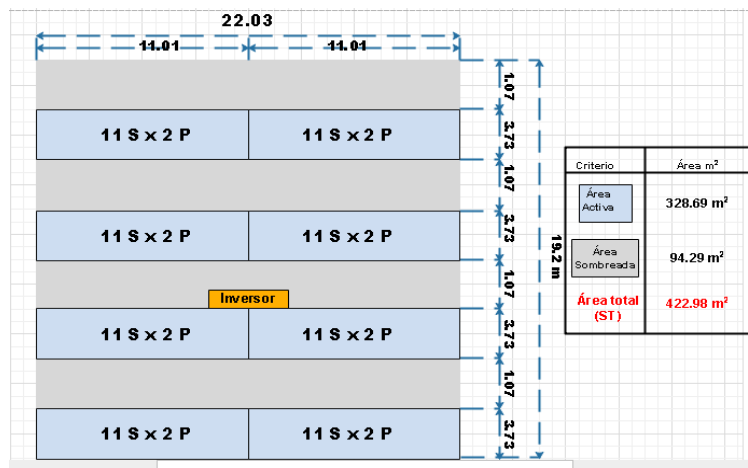 22.03
11.01
11.01
1.07
11 S x 2 P
11 S x 2 P
3.73
1.07
11 S x 2 P
11 S x 2 P
3.73
1.07
19.2 m
Inversor
11 S x 2 P
11 S x 2 P
3.73
1.07
11 S x 2 P
11 S x 2 P
3.73
Criterio
Área m²
Área
Activa
328.69 m²
Área
Sombreada
94.29 m²
Área total
(ST)
422.98 m²